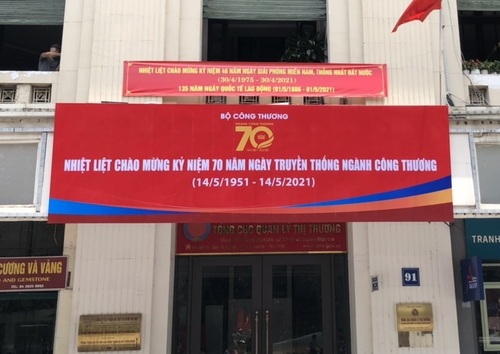 NHIỆT LIỆT CHÀO MỪNG KỶ NIỆM 46 NĂM NGÀY GIẢI PHÓNG MIỀN NAM, THỐNG NHẤT ĐẤT NƯỚC
(30/4/1975 - 30/4/2021)
135 NĂM NGÀY QUỐC TẾ LAO ĐỘNG (01/5/1886 - 01/5/2021)
BỘ CÔNG THƯƠNG
70
NHIỆT LIỆT CHÀO MỪNG KỶ NIỆM 70 NĂM NGÀY TRUYỀN THỐNG NGÀNH CÔNG THƯƠNG
(14/5/1951 - 14/5/2021)
TỔNG CỤC QUẢN LÝ THỊ TRƯỜNG
CƯƠNG VÀ VÀNG
AND GEMSTONE
91
TRANH